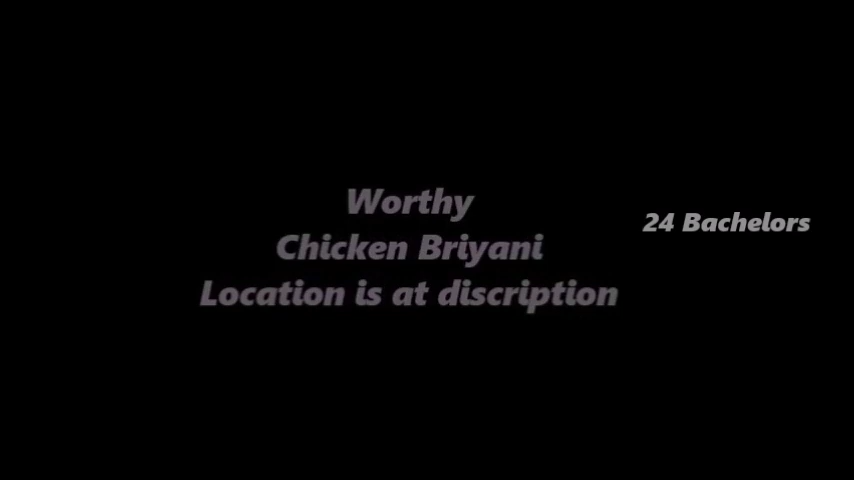 Worthy
Chicken Briyani
Location is at discription
24 Bachelors